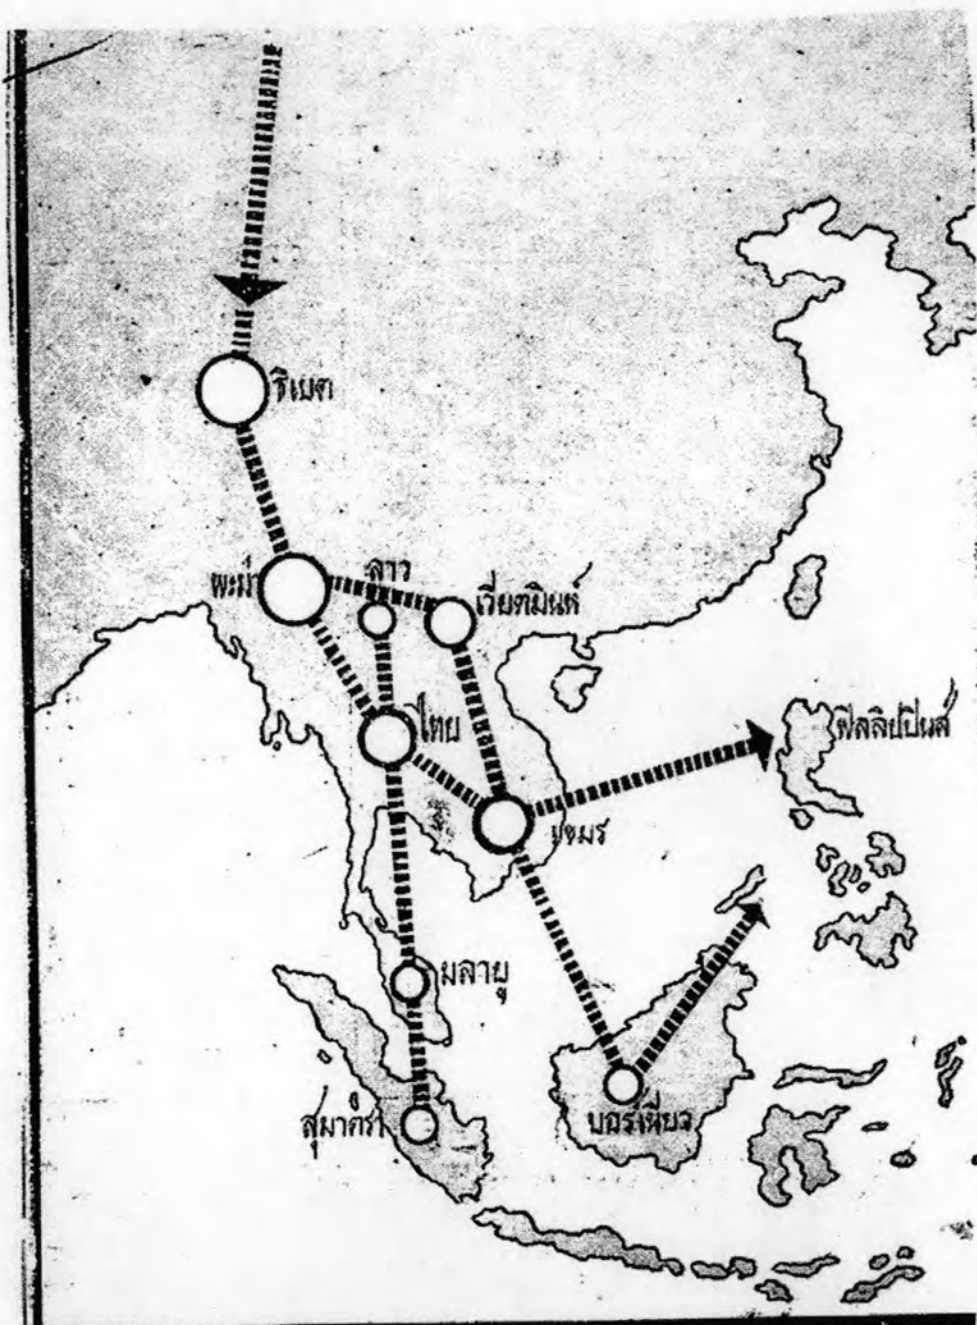 ธิเบต
ลาว
พะม่า
เวียตมินห์
ไทย
ฟิลลิปปินส์
เขมร
มลายู
สุมาตรา
บอร์เนียว